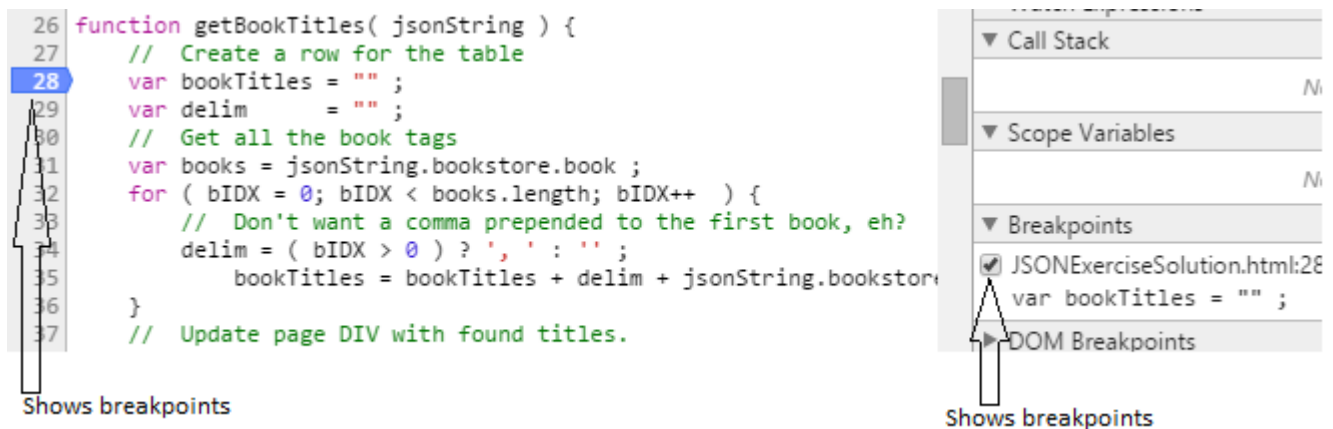 26 function getBookTitles( jsonString ) {
27 // Create a row for the table
28 var bookTitles = "" ;
29 var delim = "" ;
30 // Get all the book tags
31 var books = jsonString.bookstore.book ;
32 for ( bIDX = 0; bIDX < books.length; bIDX++ ) {
33 // Don't want a comma prepended to the first book, eh?
34 delim = ( bIDX > 0 ) ? ', ' : '' ;
35 bookTitles = bookTitles + delim + jsonString.bookstore
36 }
37 // Update page DIV with found titles.
Shows breakpoints
Call Stack
Scope Variables
Breakpoints
JSONExerciseSolution.html:28
var bookTitles = "" ;
DOM Breakpoints
Shows breakpoints